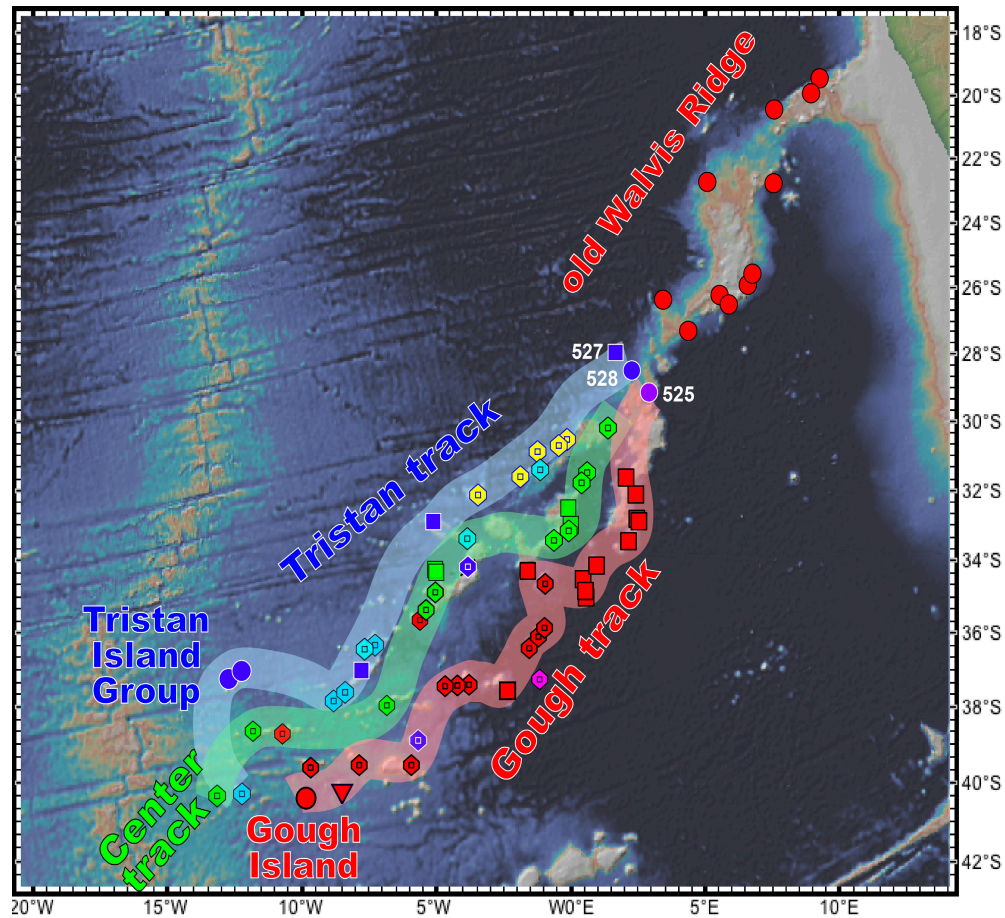 old Walvis Ridge
527
528
525
Tristan track
Tristan
Island
Group
Gough track
Center
track
Gough
Island
18°S
20°S
22°S
24°S
26°S
28°S
30°S
32°S
34°S
36°S
38°S
40°S
42°S
20°W
15°W
10°W
5°W
W0°E
5°E
10°E